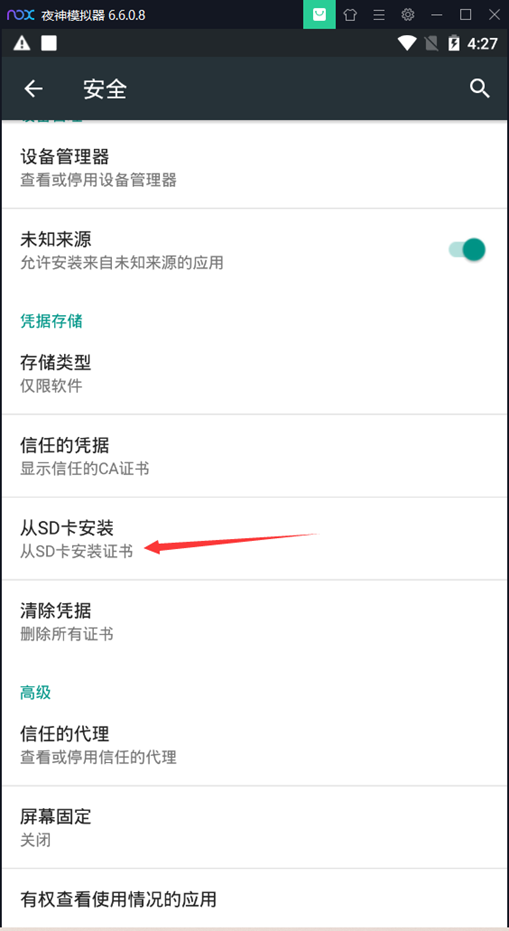 nox 夜神模拟器 6.6.0.8
4:27
安全
设备管理器
查看或停用设备管理器
未知来源
允许安装来自未知来源的应用
凭据存储
存储类型
仅限软件
信任的凭据
显示信任的CA证书
从SD卡安装
从SD卡安装证书
清除凭据
删除所有证书
高级
信任的代理
查看或停用信任的代理
屏幕固定
关闭
有权查看使用情况的应用